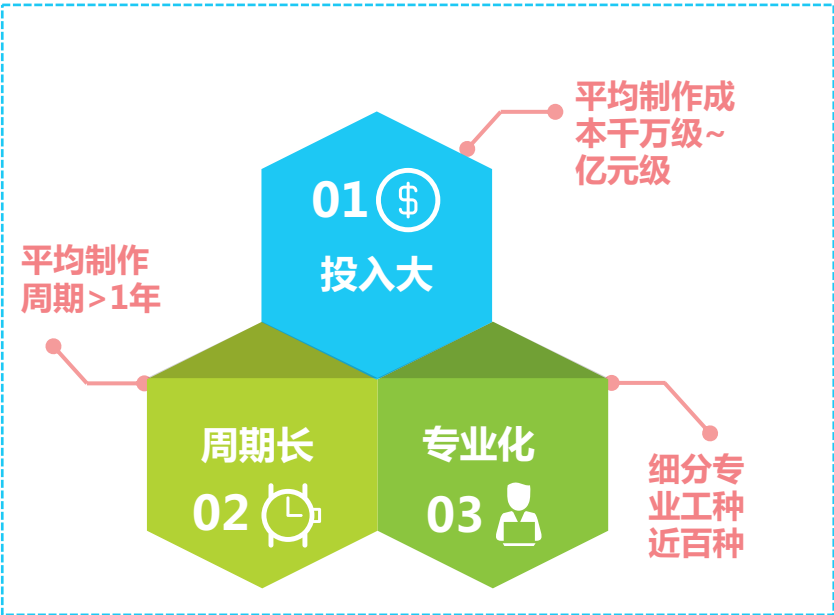 平均制作成
本千万级~
亿元级
01
投入大
平均制作
周期>1年
周期长
02
专业化
03
细分专
业工种
近百种